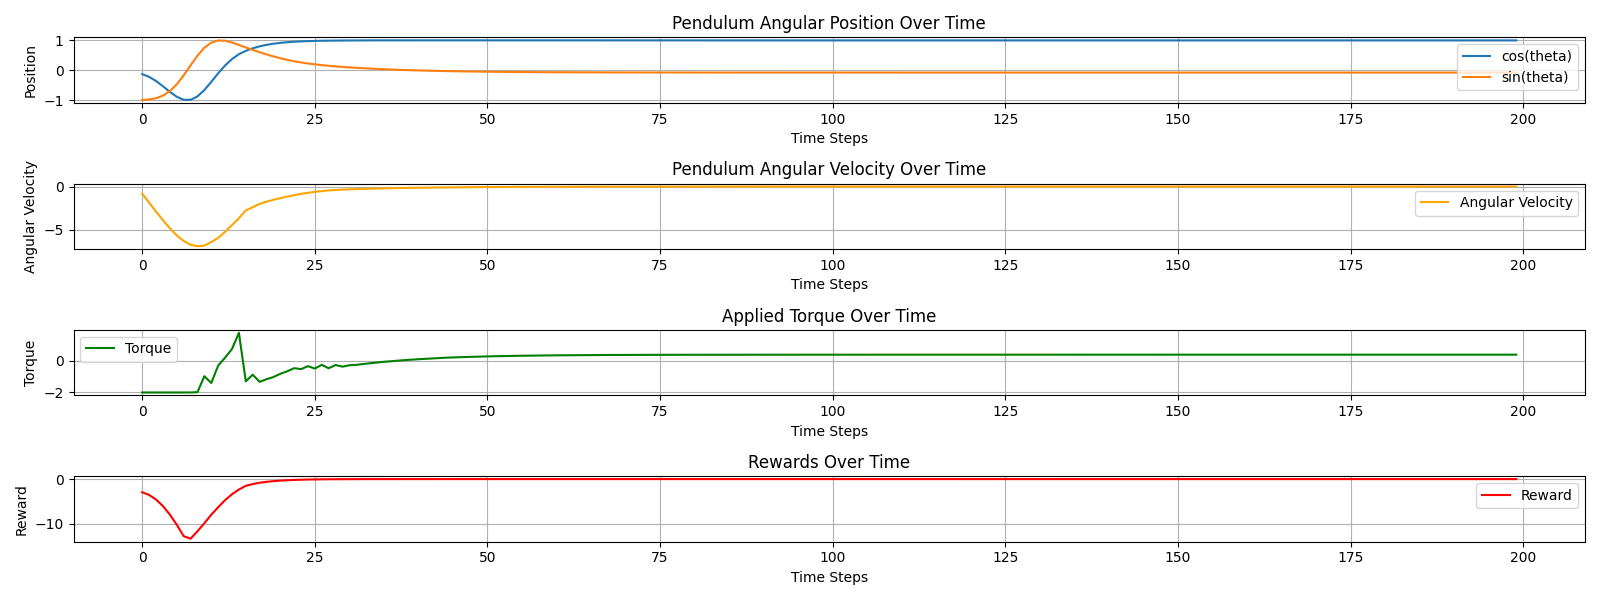 Pendulum Angular Position Over Time
Position
1
0
−1
cos(theta)
sin(theta)
0 25 50 75 100 125 150 175 200
Time Steps
Pendulum Angular Velocity Over Time
Angular Velocity
0
−5
Angular Velocity
0 25 50 75 100 125 150 175 200
Time Steps
Applied Torque Over Time
Torque
0
−2
Torque
0 25 50 75 100 125 150 175 200
Time Steps
Rewards Over Time
Reward
0
−10
Reward
0 25 50 75 100 125 150 175 200
Time Steps